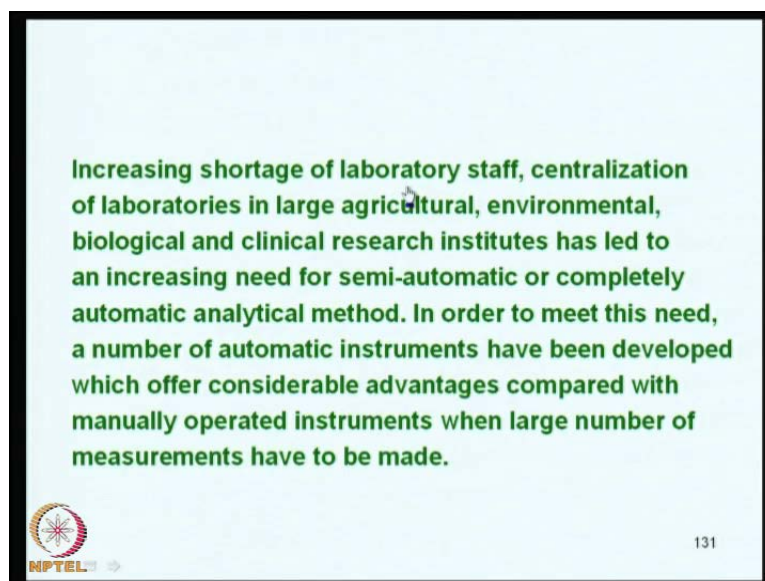 Increasing shortage of laboratory staff, centralization
of laboratories in large agricultural, environmental,
biological and clinical research institutes has led to
an increasing need for semi-automatic or completely
automatic analytical method. In order to meet this need,
a number of automatic instruments have been developed
which offer considerable advantages compared with
manually operated instruments when large number of
measurements have to be made.
131
NPTEL